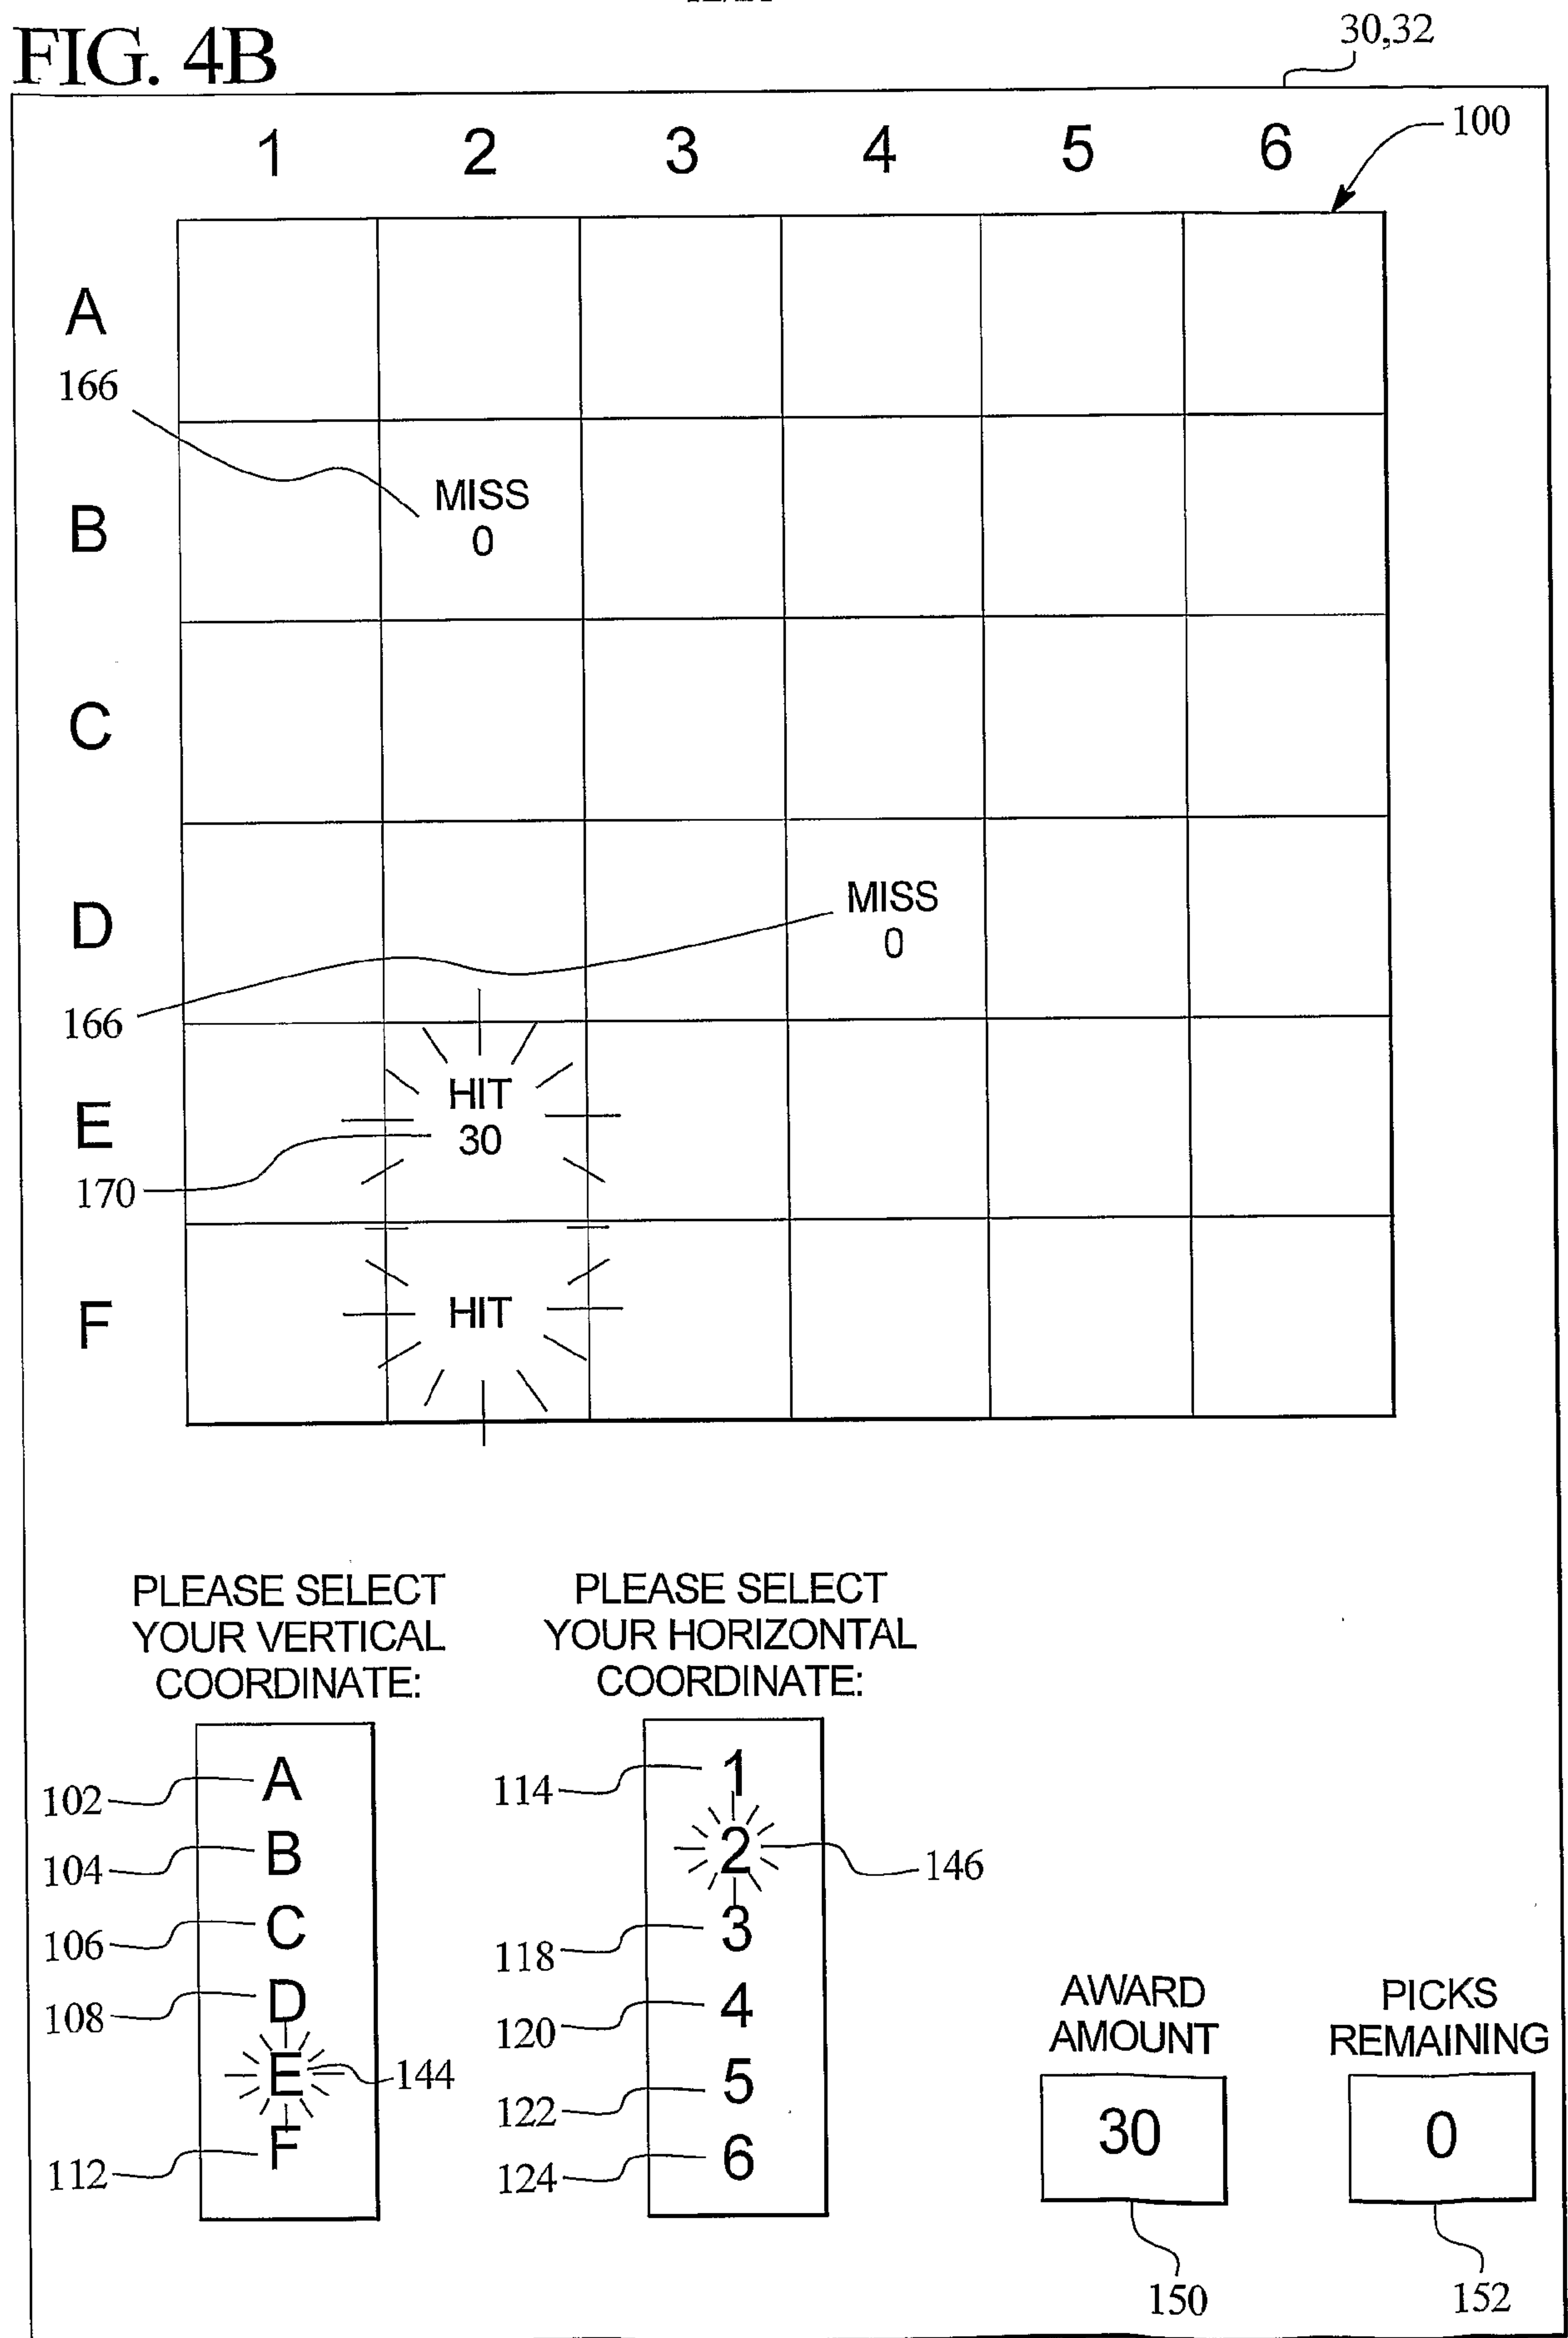 FIG. 4B
30,32
100
1 2 3 4 5 6
A
166
B
MISS
0
C
D
MISS
0
166
E
HIT
30
170
F
HIT
PLEASE SELECT
YOUR VERTICAL
COORDINATE:
PLEASE SELECT
YOUR HORIZONTAL
COORDINATE:
102 A
104 B
106 C
108 D
E 144
112 F
114 1
2 146
118 3
120 4
122 5
124 6
AWARD
AMOUNT
30
150
PICKS
REMAINING
0
152